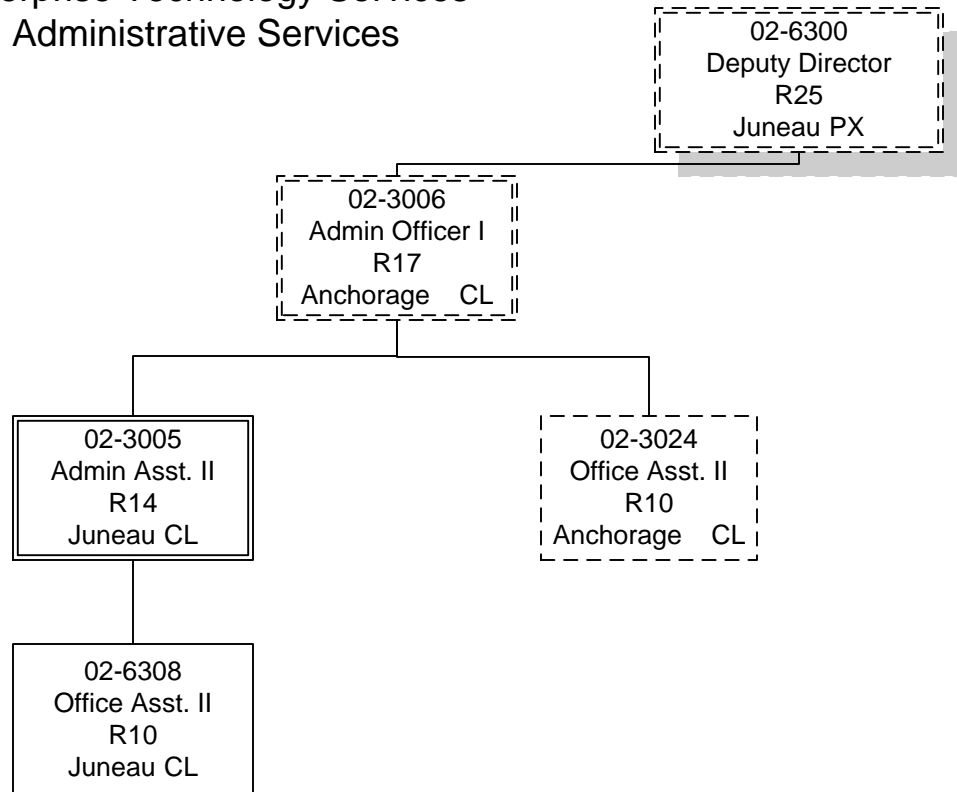 Technology Services
Administrative Services
02-6300
Deputy Director
R25
Juneau PX
02-3006
Admin Officer I
R17
Anchorage CL
02-3005
Admin Asst. II
R14
Juneau CL
02-3024
Office Asst. II
R10
Anchorage CL
02-6308
Office Asst. II
R10
Juneau CL